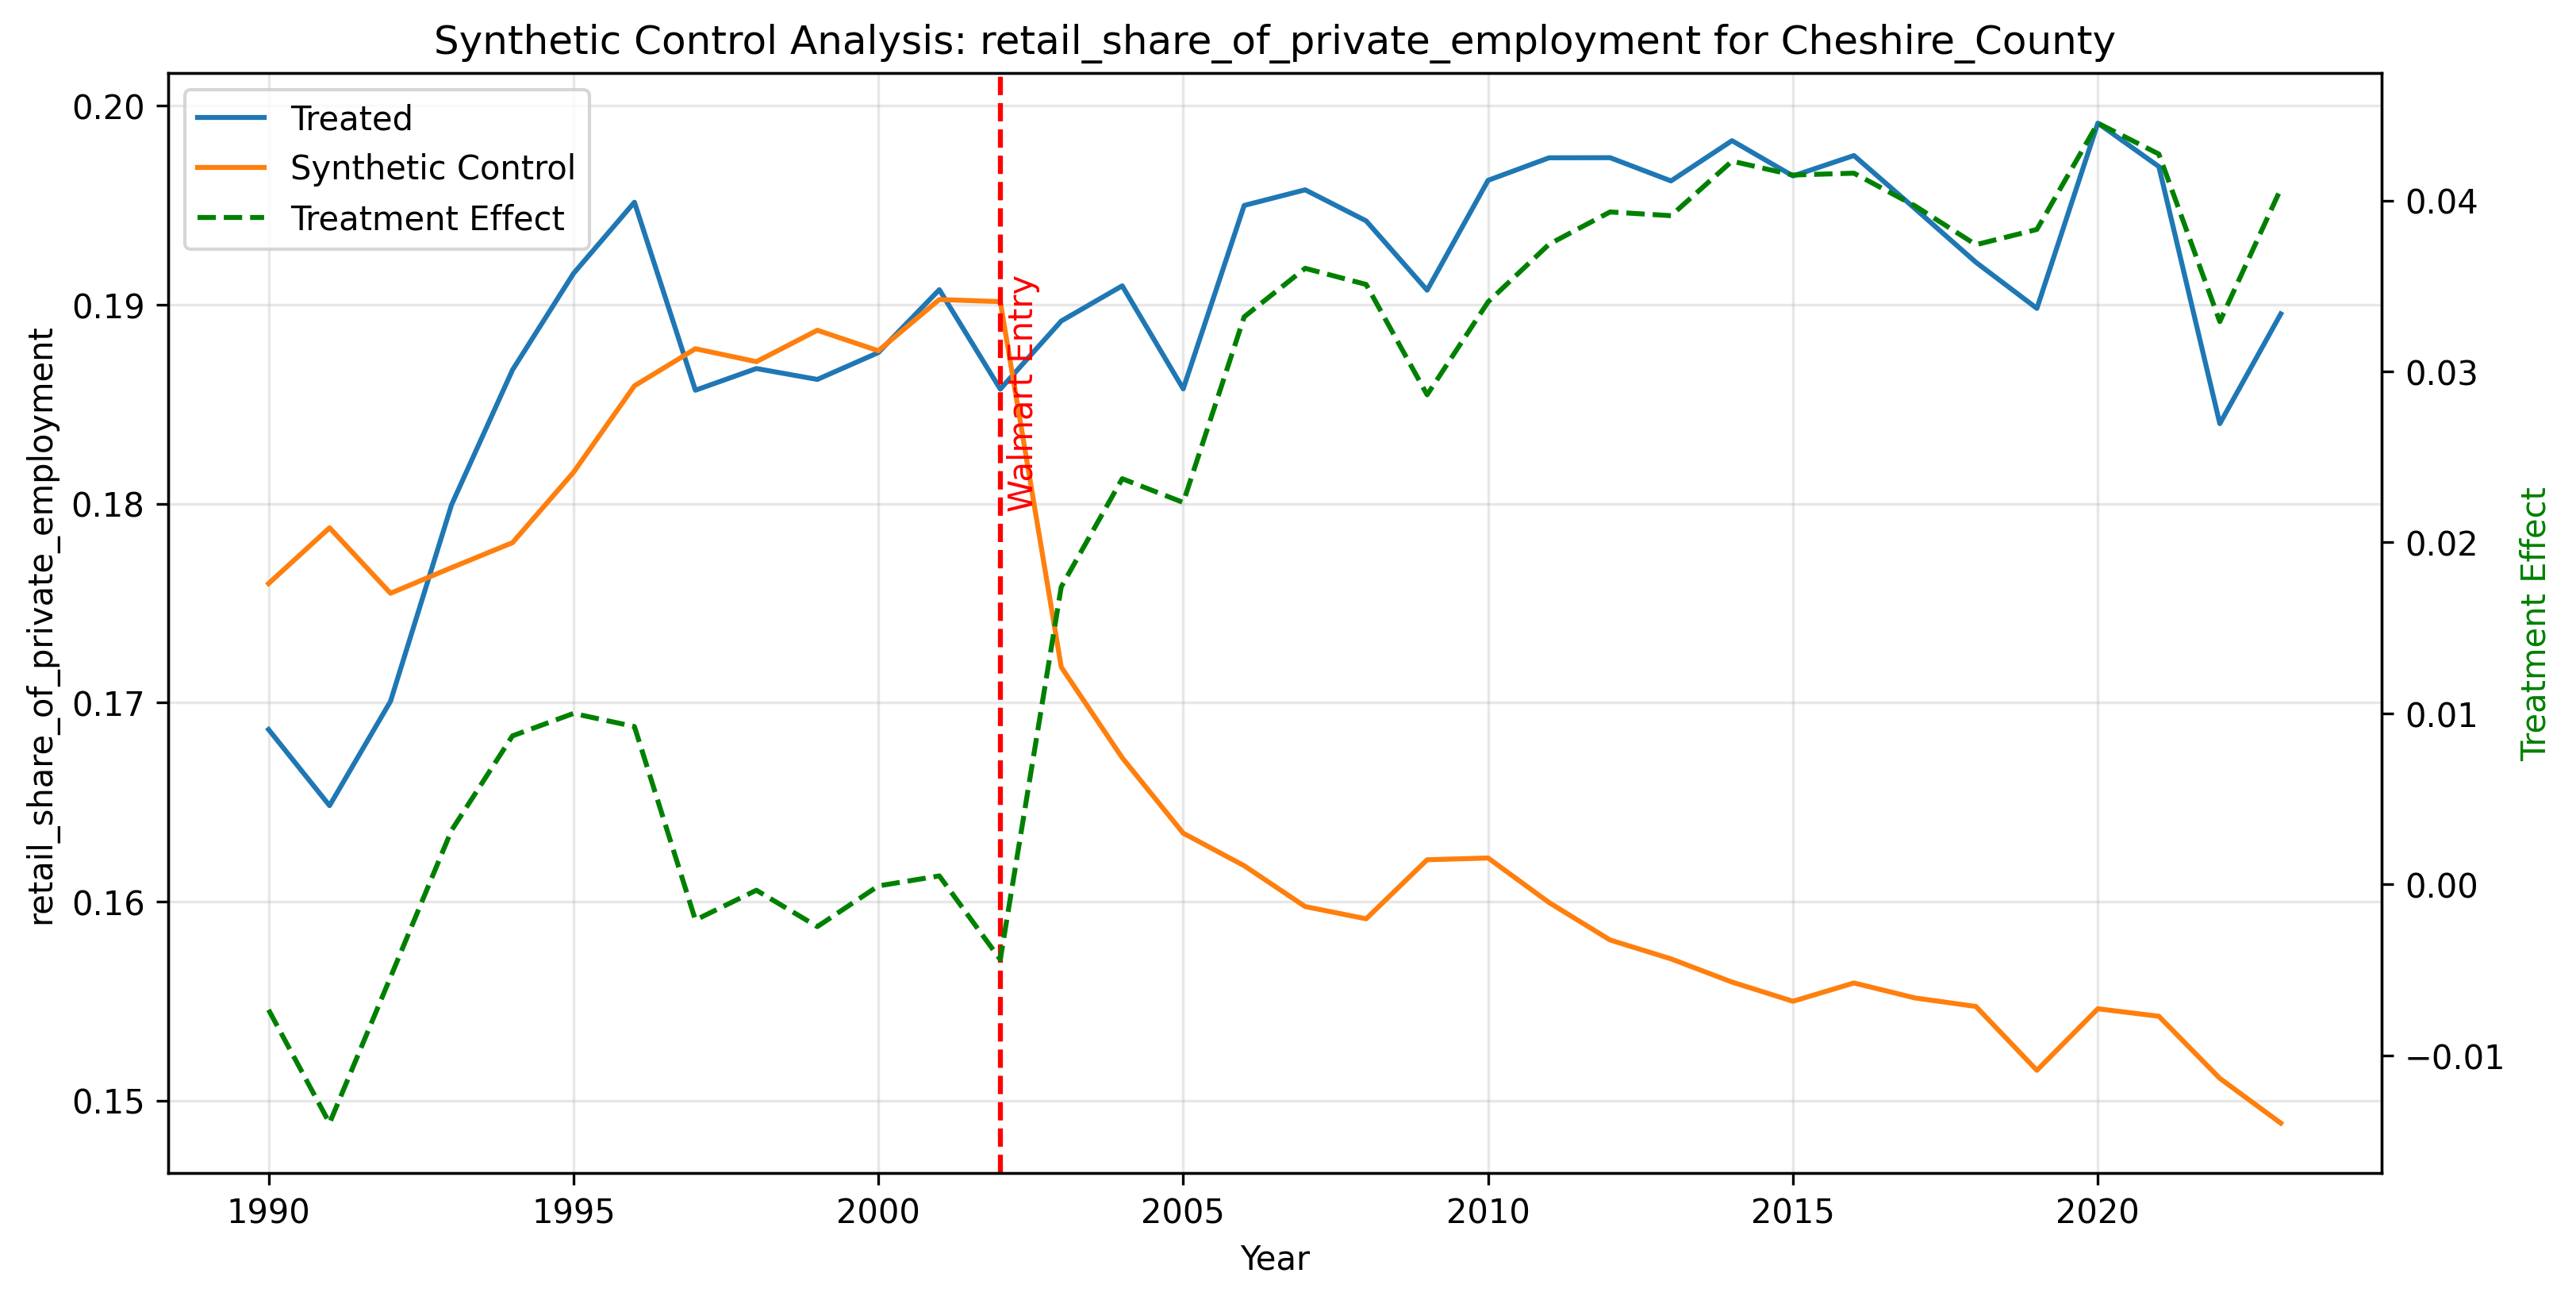 Synthetic Control Analysis: retail_share_of_private_employment for Cheshire_County
Treated
Synthetic Control
Treatment Effect
retail_share_of_private_employment
0.20
0.19
0.18
0.17
0.16
0.15
Walmart Entry
0.04
0.03
0.02
0.01
0.00
−0.01
Treatment Effect
1990
1995
2000
2005
2010
2015
2020
Year